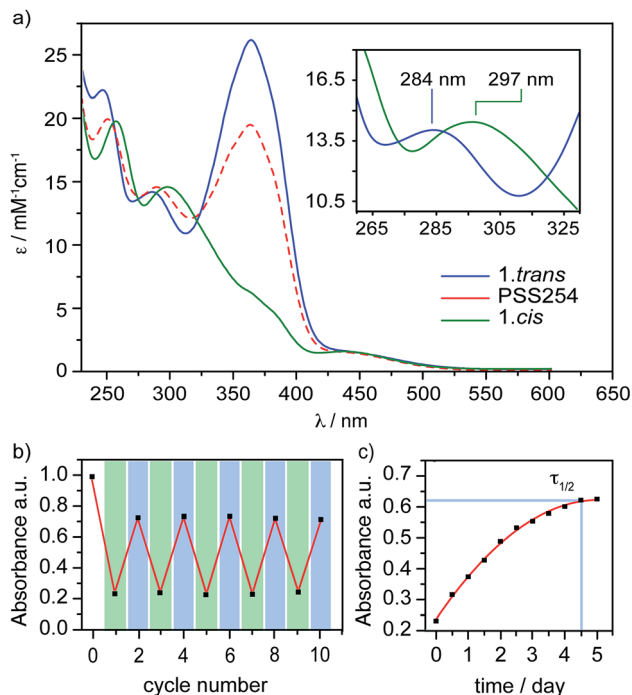 a)
ε / mM⁻¹cm⁻¹
25
20
15
10
5
0
250 300 350 400 450 500 550 600 650
λ / nm
284 nm 297 nm
16.5
13.5
10.5
265 285 305 325
1.trans
PSS254
1.cis
b)
Absorbance a.u.
1.0
0.8
0.6
0.4
0.2
0.0
0 2 4 6 8 10
cycle number
c)
Absorbance a.u.
0.7
0.6
0.5
0.4
0.3
0.2
τ1/2
0 1 2 3 4 5
time / day